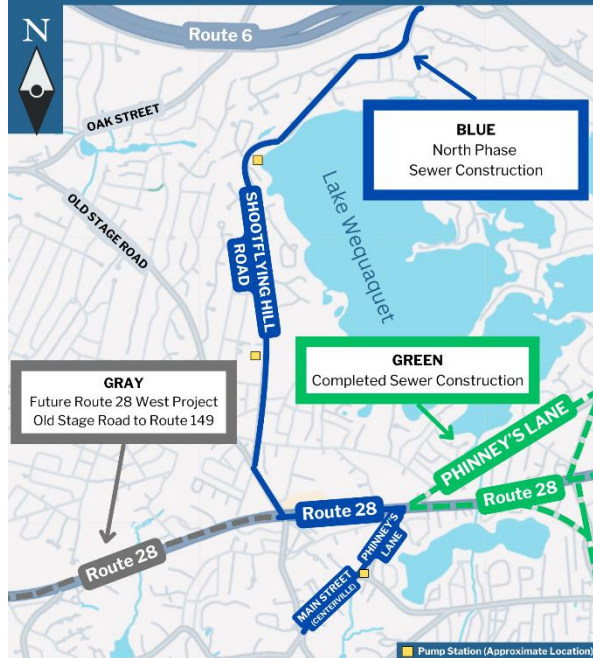 N
Route 6
OAK STREET
BLUE
North Phase
Sewer Construction
OLD STAGE ROAD
SHOOTFLYING HILL
ROAD
Lake Wequaquet
GREEN
Completed Sewer Construction
GRAY
Future Route 28 West Project
Old Stage Road to Route 149
PHINNEY'S LANE
Route 28
Route 28
Route 28
PHINNEY'S
LANE
MAIN STREET
(CENTERVILLE)
Pump Station (Approximate Location)